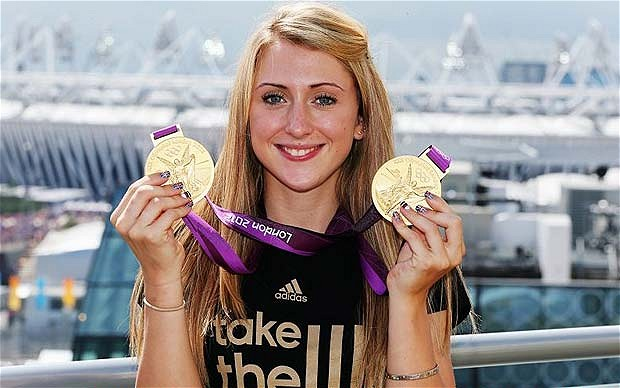 London 2012
adidas
take the